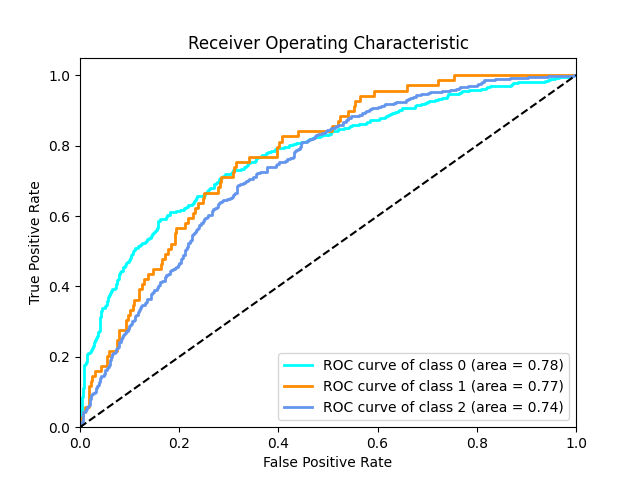 Receiver Operating Characteristic
1.0
0.8
0.6
0.4
0.2
0.0
True Positive Rate
ROC curve of class 0 (area = 0.78)
ROC curve of class 1 (area = 0.77)
ROC curve of class 2 (area = 0.74)
0.0 0.2 0.4 0.6 0.8 1.0
False Positive Rate